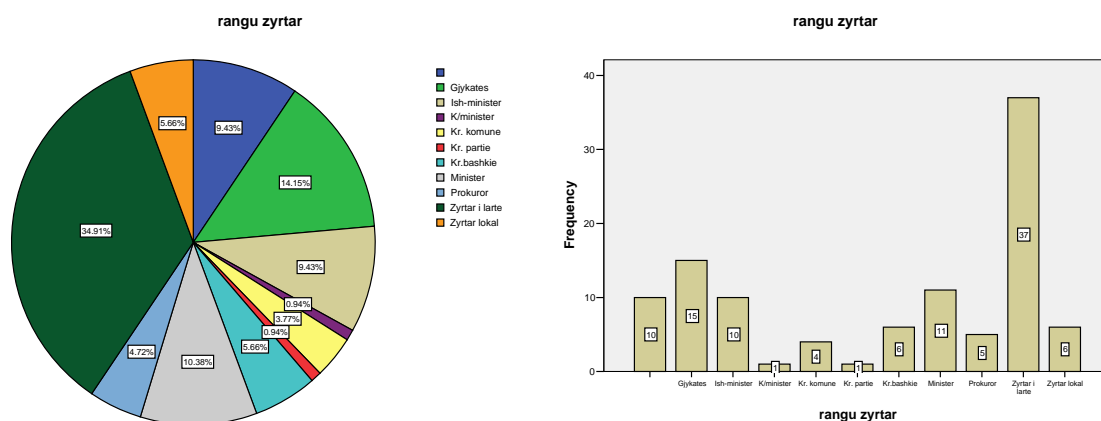 rangu zyrtar
9.43%
14.15%
9.43%
0.94%
3.77%
0.94%
5.66%
10.38%
4.72%
34.91%
5.66%
Gjykates
Ish-minister
K/minister
Kr. komune
Kr. partie
Kr.bashkie
Minister
Prokuror
Zyrtar i larte
Zyrtar lokal
rangu zyrtar
Frequency
40
30
20
10
0
10
15
10
1
4
1
6
11
5
37
6
Gjykates
Ish-minister
K/minister
Kr. komune
Kr. partie
Kr.bashkie
Minister
Prokuror
Zyrtar i
larte
Zyrtar lokal
rangu zyrtar